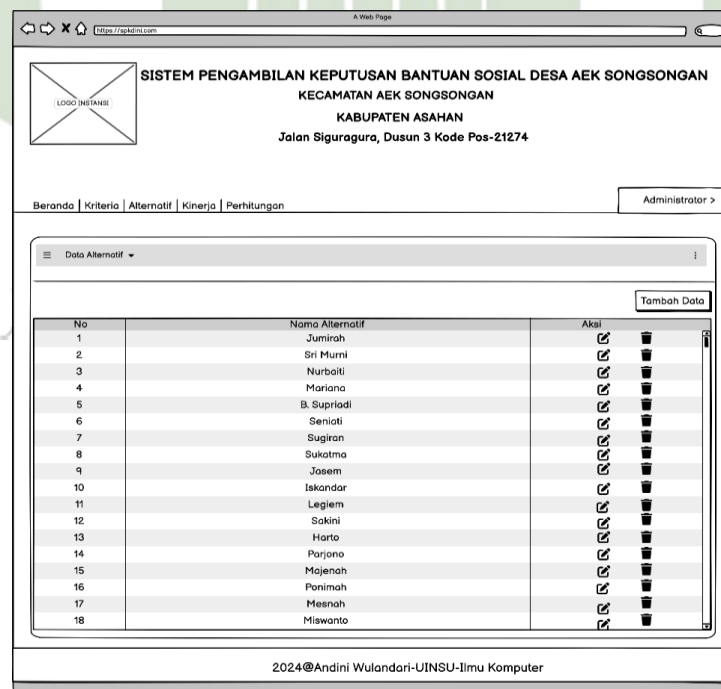 A Web Page
https://spkdini.com
LOGO INSTANSI
SISTEM PENGAMBILAN KEPUTUSAN BANTUAN SOSIAL DESA AEK SONGSONGAN
KECAMATAN AEK SONGSONGAN
KABUPATEN ASAHAN
Jalan Siguragura, Dusun 3 Kode Pos-21274
Beranda | Kriteria | Alternatif | Kinerja | Perhitungan
Administrator >
Data Alternatif
Tambah Data
No Nama Alternatif Aksi
1 Jumirah
2 Sri Murni
3 Nurbaiti
4 Mariana
5 B. Supriadi
6 Seniati
7 Sugiran
8 Sukatma
9 Jasem
10 Iskandar
11 Legiem
12 Sakini
13 Harto
14 Parjono
15 Majenah
16 Ponimah
17 Mesnah
18 Miswanto
2024@Andini Wulandari-UINSU-Ilmu Komputer